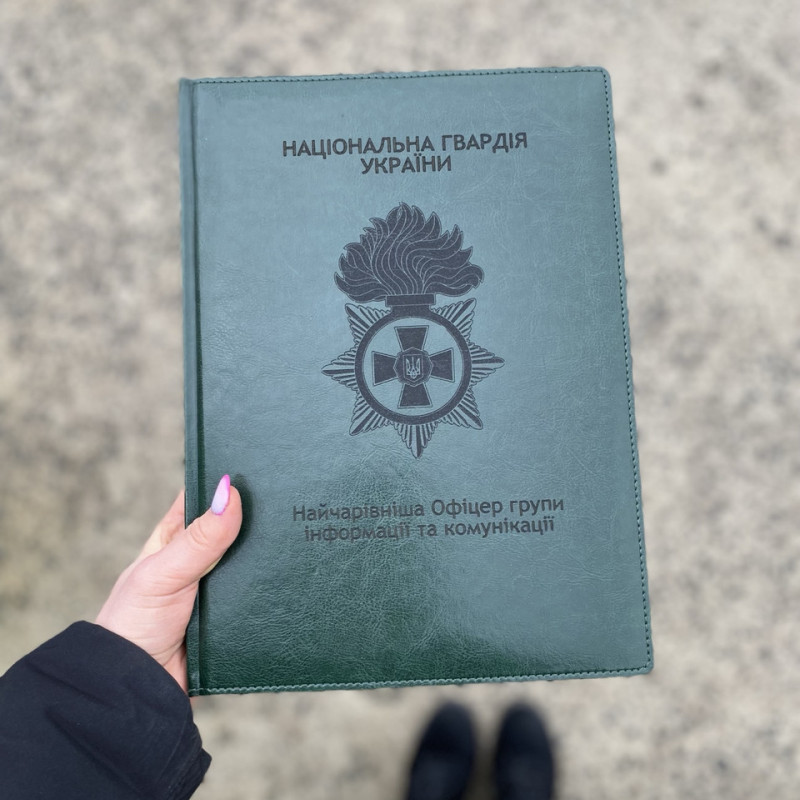 НАЦІОНАЛЬНА ГВАРДІЯ
УКРАЇНИ
Найчарівніша Офіцер групи
інформації та комунікації